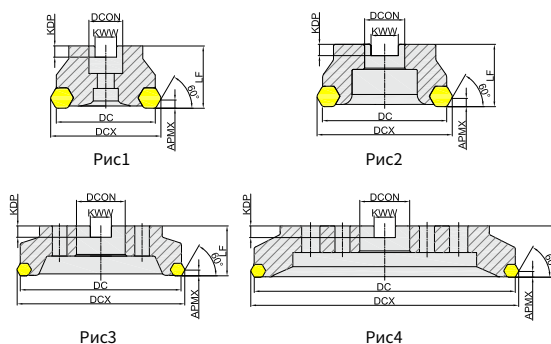 DCON
KWW
KDP
LF
60°
DC
DCX
APMX
Рис1
DCON
KWW
KDP
LF
60°
DC
DCX
APMX
Рис2
DCON
KWW
KDP
LF
60°
DC
DCX
APMX
Рис3
DCON
KWW
KDP
DC
DCX
APMX
Рис4